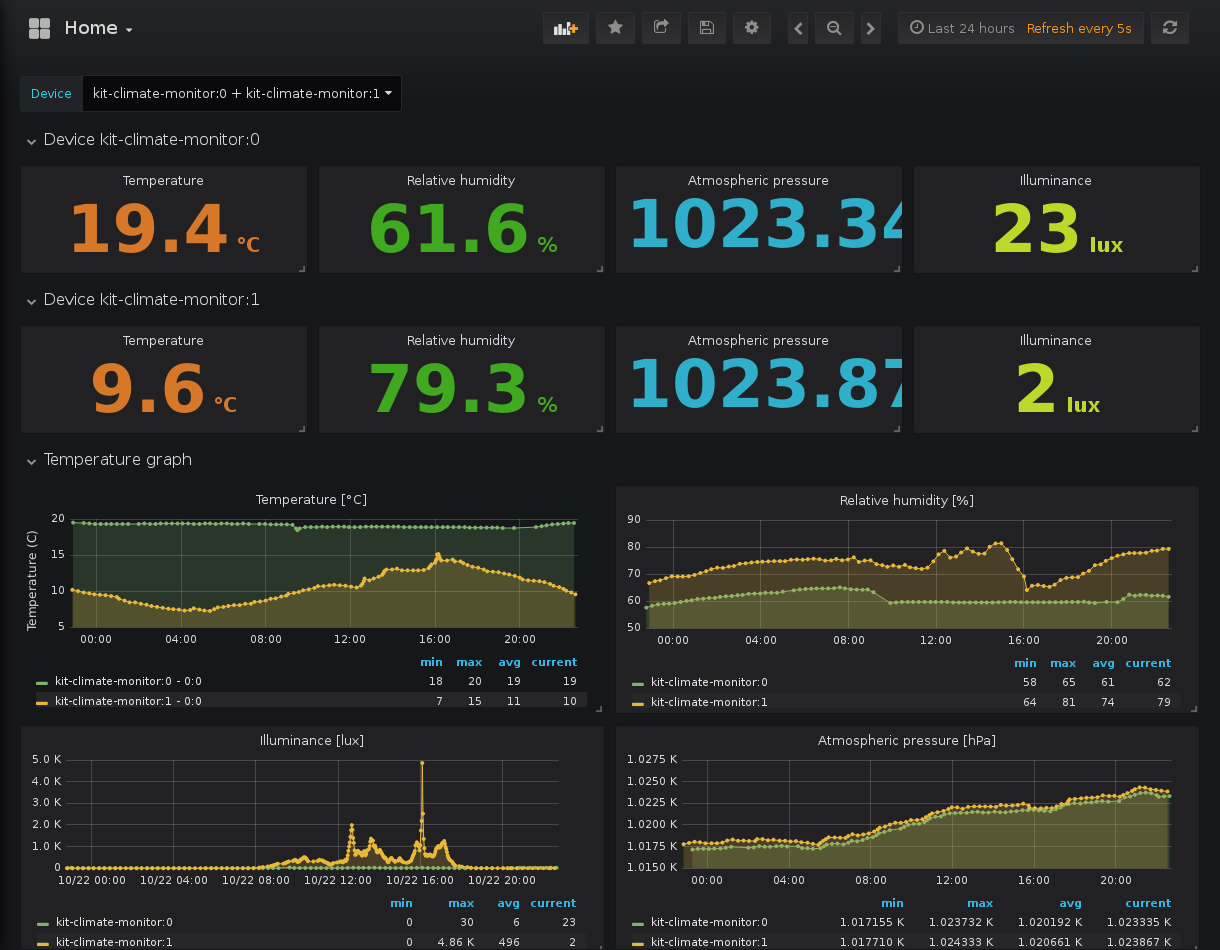 Home
Last 24 hours Refresh every 5s
Device kit-climate-monitor:0 + kit-climate-monitor:1
Device kit-climate-monitor:0
Temperature Relative humidity Atmospheric pressure Illuminance
19.4 °C 61.6 % 1023.34 23 lux
Device kit-climate-monitor:1
Temperature Relative humidity Atmospheric pressure Illuminance
9.6 °C 79.3 % 1023.87 2 lux
Temperature graph
Temperature [°C]
Temperature (C)
20
15
10
5
00:00 04:00 08:00 12:00 16:00 20:00
min max avg current
kit-climate-monitor:0 - 0:0 18 20 19 19
kit-climate-monitor:1 - 0:0 7 15 11 10
Relative humidity [%]
90
80
70
60
50
00:00 04:00 08:00 12:00 16:00 20:00
min max avg current
kit-climate-monitor:0 58 65 61 62
kit-climate-monitor:1 64 81 74 79
Illuminance [lux]
5.0 K
4.0 K
3.0 K
2.0 K
1.0 K
0
10/22 00:00 10/22 04:00 10/22 08:00 10/22 12:00 10/22 16:00 10/22 20:00
min max avg current
kit-climate-monitor:0 0 30 6 23
kit-climate-monitor:1 0 4.86 K 496 2
Atmospheric pressure [hPa]
1.0275 K
1.0250 K
1.0225 K
1.0200 K
1.0175 K
1.0150 K
00:00 04:00 08:00 12:00 16:00 20:00
min max avg current
kit-climate-monitor:0 1.017155 K 1.023732 K 1.020192 K 1.023335 K
kit-climate-monitor:1 1.017710 K 1.024333 K 1.020661 K 1.023867 K